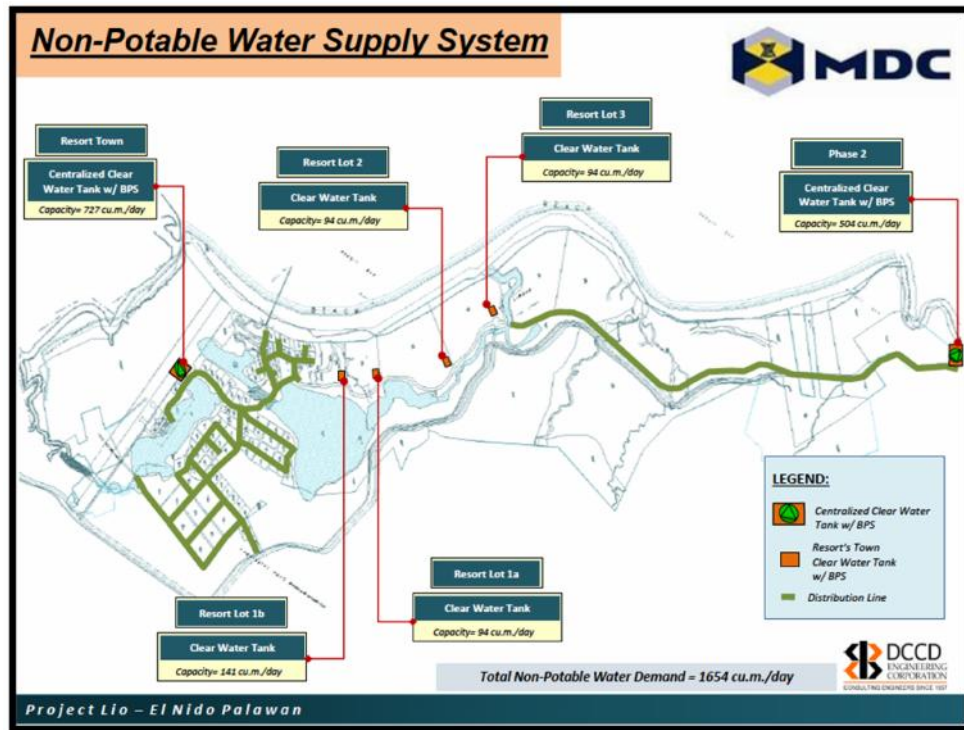 Non-Potable Water Supply System
MDC
Resort Town
Centralized Clear
Water Tank w/ BPS
Capacity= 727 cu.m./day
Resort Lot 2
Clear Water Tank
Capacity= 94 cu.m./day
Resort Lot 3
Clear Water Tank
Capacity= 94 cu.m./day
Phase 2
Centralized Clear
Water Tank w/ BPS
Capacity= 504 cu.m./day
BEACH
BEACH
LEGEND:
Centralized Clear Water
Tank w/ BPS
Resort's Town
Clear Water Tank
w/ BPS
Distribution Line
Resort Lot 1a
Clear Water Tank
Capacity= 94 cu.m./day
Resort Lot 1b
Clear Water Tank
Capacity= 141 cu.m./day
Total Non-Potable Water Demand = 1654 cu.m./day
DCCD
ENGINEERING
CORPORATION
Project Lio – El Nido Palawan